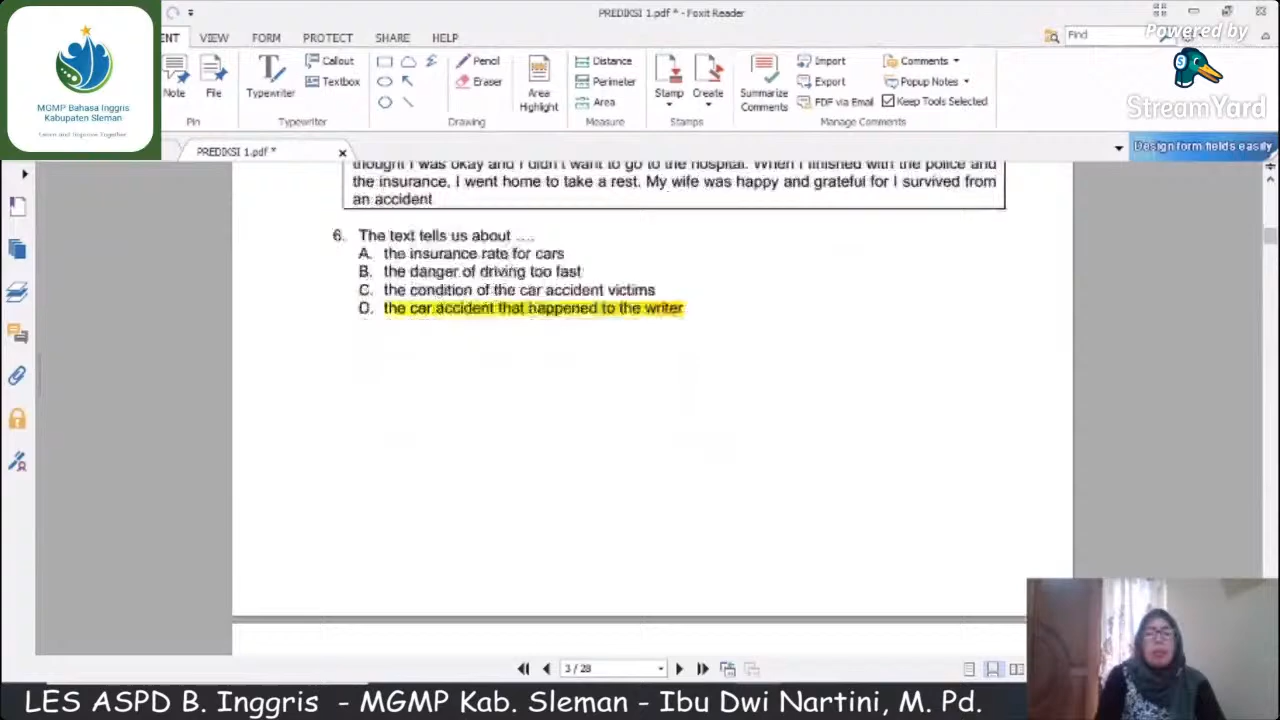 PREDIKSI 1.pdf * - Foxit Reader
Powered by
StreamYard
MGMP Bahasa Inggris
Kabupaten Sleman
Learn and Improve Together
ENT VIEW FORM PROTECT SHARE HELP
Find
Note File
Pin
Typewriter
Callout
Textbox
Typewriter
Pencil
Eraser
Drawing
Area
Highlight
Distance
Perimeter
Area
Measure
Stamp Create
Stamps
Summarize
Comments
Import
Export
FDF via Email
Comments
Popup Notes
Keep Tools Selected
Manage Comments
PREDIKSI 1.pdf *
Design form fields easily
thought I was okay and I didn't want to go to the hospital. When I finished with the police and
the insurance, I went home to take a rest. My wife was happy and grateful for I survived from
an accident
6. The text tells us about ....
A. the insurance rate for cars
B. the danger of driving too fast
C. the condition of the car accident victims
D. the car accident that happened to the writer
3 / 28
LES ASPD B. Inggris - MGMP Kab. Sleman - Ibu Dwi Nartini, M. Pd.